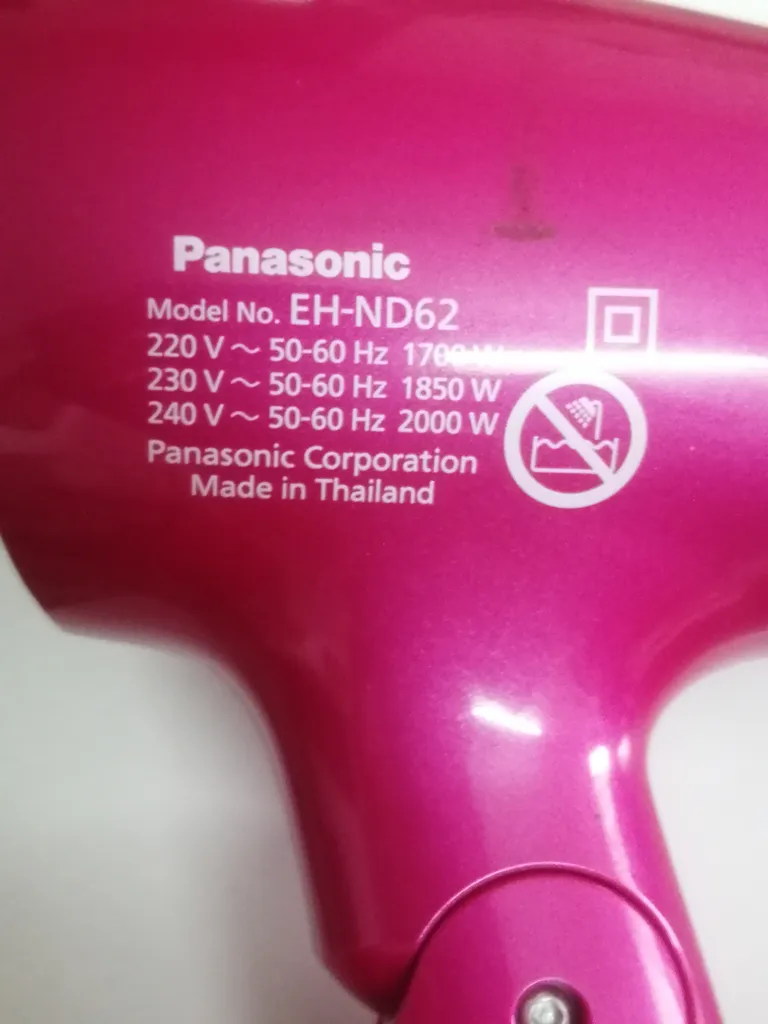 Panasonic
Model No. EH-ND62
220 V ~ 50-60 Hz 1700 W
230 V ~ 50-60 Hz 1850 W
240 V ~ 50-60 Hz 2000 W
Panasonic Corporation
Made in Thailand